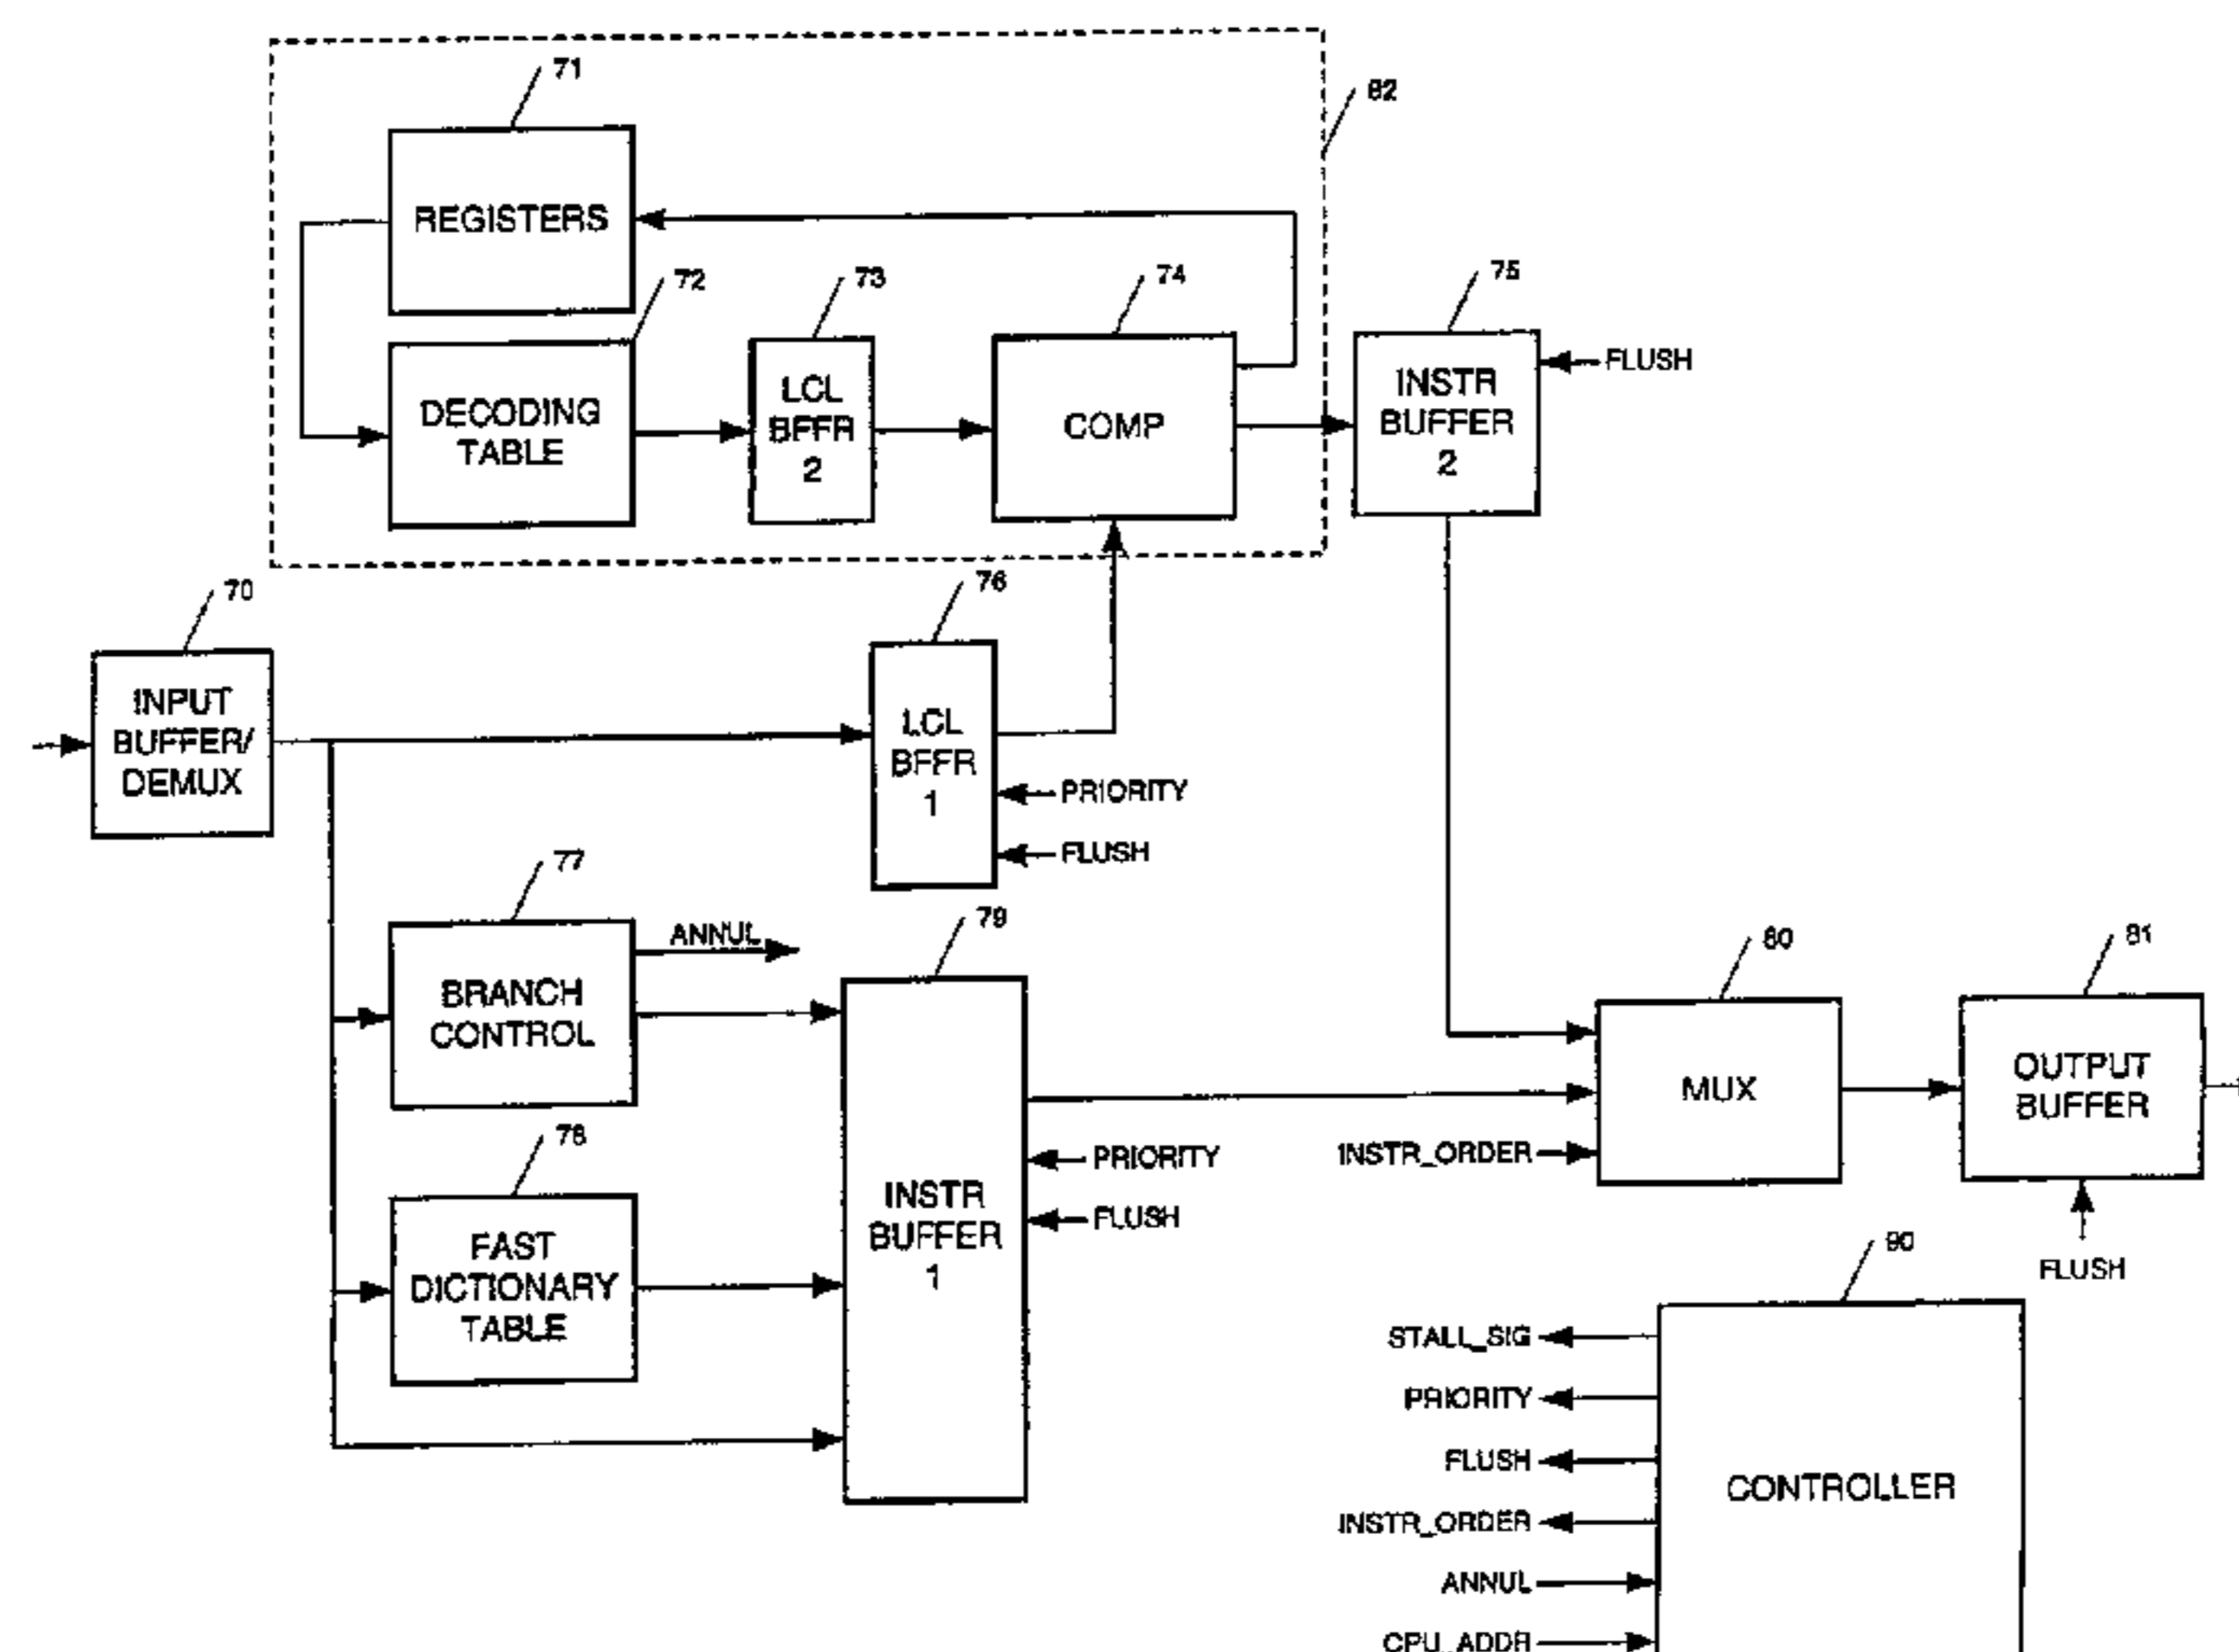 71
82
REGISTERS
72
73
74
75
DECODING
TABLE
LCL
BFFR
2
COMP
INSTR
BUFFER
2
FLUSH
70
76
INPUT
BUFFER/
DEMUX
LCL
BFFR
1
PRIORITY
FLUSH
77
ANNUL
79
80
81
BRANCH
CONTROL
MUX
OUTPUT
BUFFER
78
PRIORITY
INSTR_ORDER
FAST
DICTIONARY
TABLE
INSTR
BUFFER
1
FLUSH
90
FLUSH
STALL_SIG
PRIORITY
FLUSH
CONTROLLER
INSTR_ORDER
ANNUL
CPU_ADDR